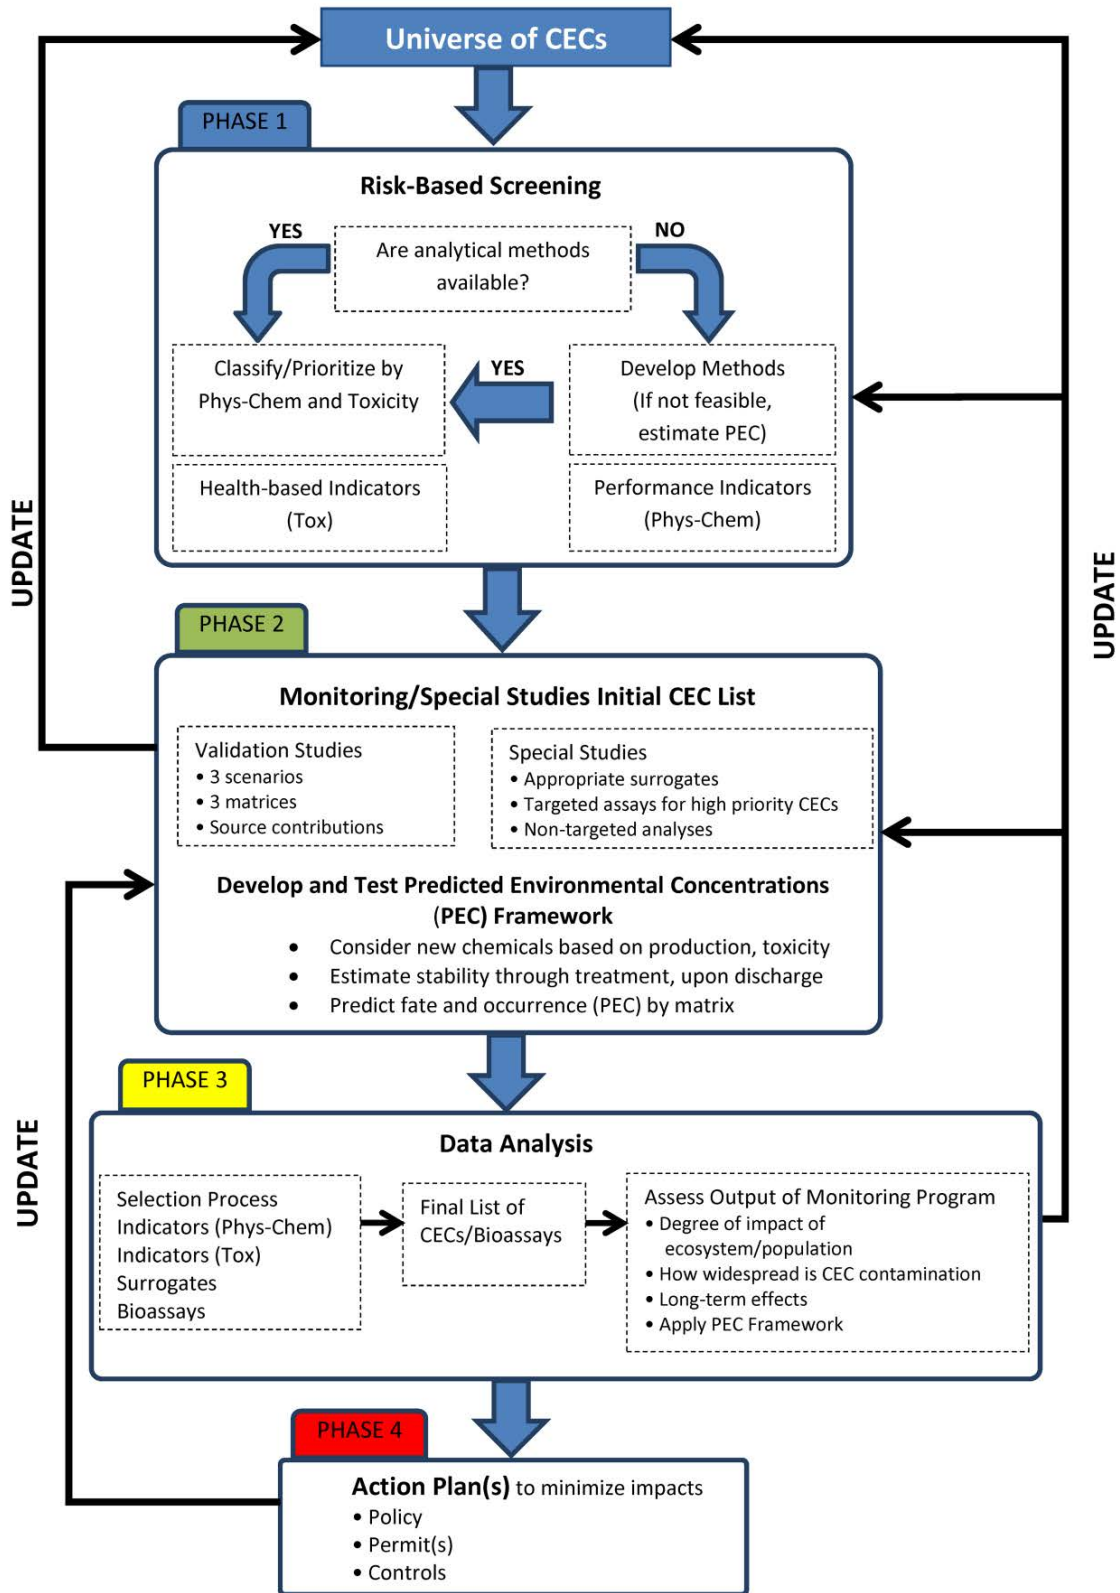 Universe of CECs
PHASE 1
Risk-Based Screening
YES
NO
Are analytical methods
available?
Classify/Prioritize by
Phys-Chem and Toxicity
YES
Develop Methods
(If not feasible,
estimate PEC)
Health-based Indicators
(Tox)
Performance Indicators
(Phys-Chem)
UPDATE
UPDATE
PHASE 2
Monitoring/Special Studies Initial CEC List
Validation Studies
• 3 scenarios
• 3 matrices
• Source contributions
Special Studies
• Appropriate surrogates
• Targeted assays for high priority CECs
• Non-targeted analyses
Develop and Test Predicted Environmental Concentrations
(PEC) Framework
• Consider new chemicals based on production, toxicity
• Estimate stability through treatment, upon discharge
• Predict fate and occurrence (PEC) by matrix
UPDATE
PHASE 3
Data Analysis
Selection Process
Indicators (Phys-Chem)
Indicators (Tox)
Surrogates
Bioassays
Final List of
CECs/Bioassays
Assess Output of Monitoring Program
• Degree of impact of
ecosystem/population
• How widespread is CEC contamination
• Long-term effects
• Apply PEC Framework
PHASE 4
Action Plan(s) to minimize impacts
• Policy
• Permit(s)
• Controls